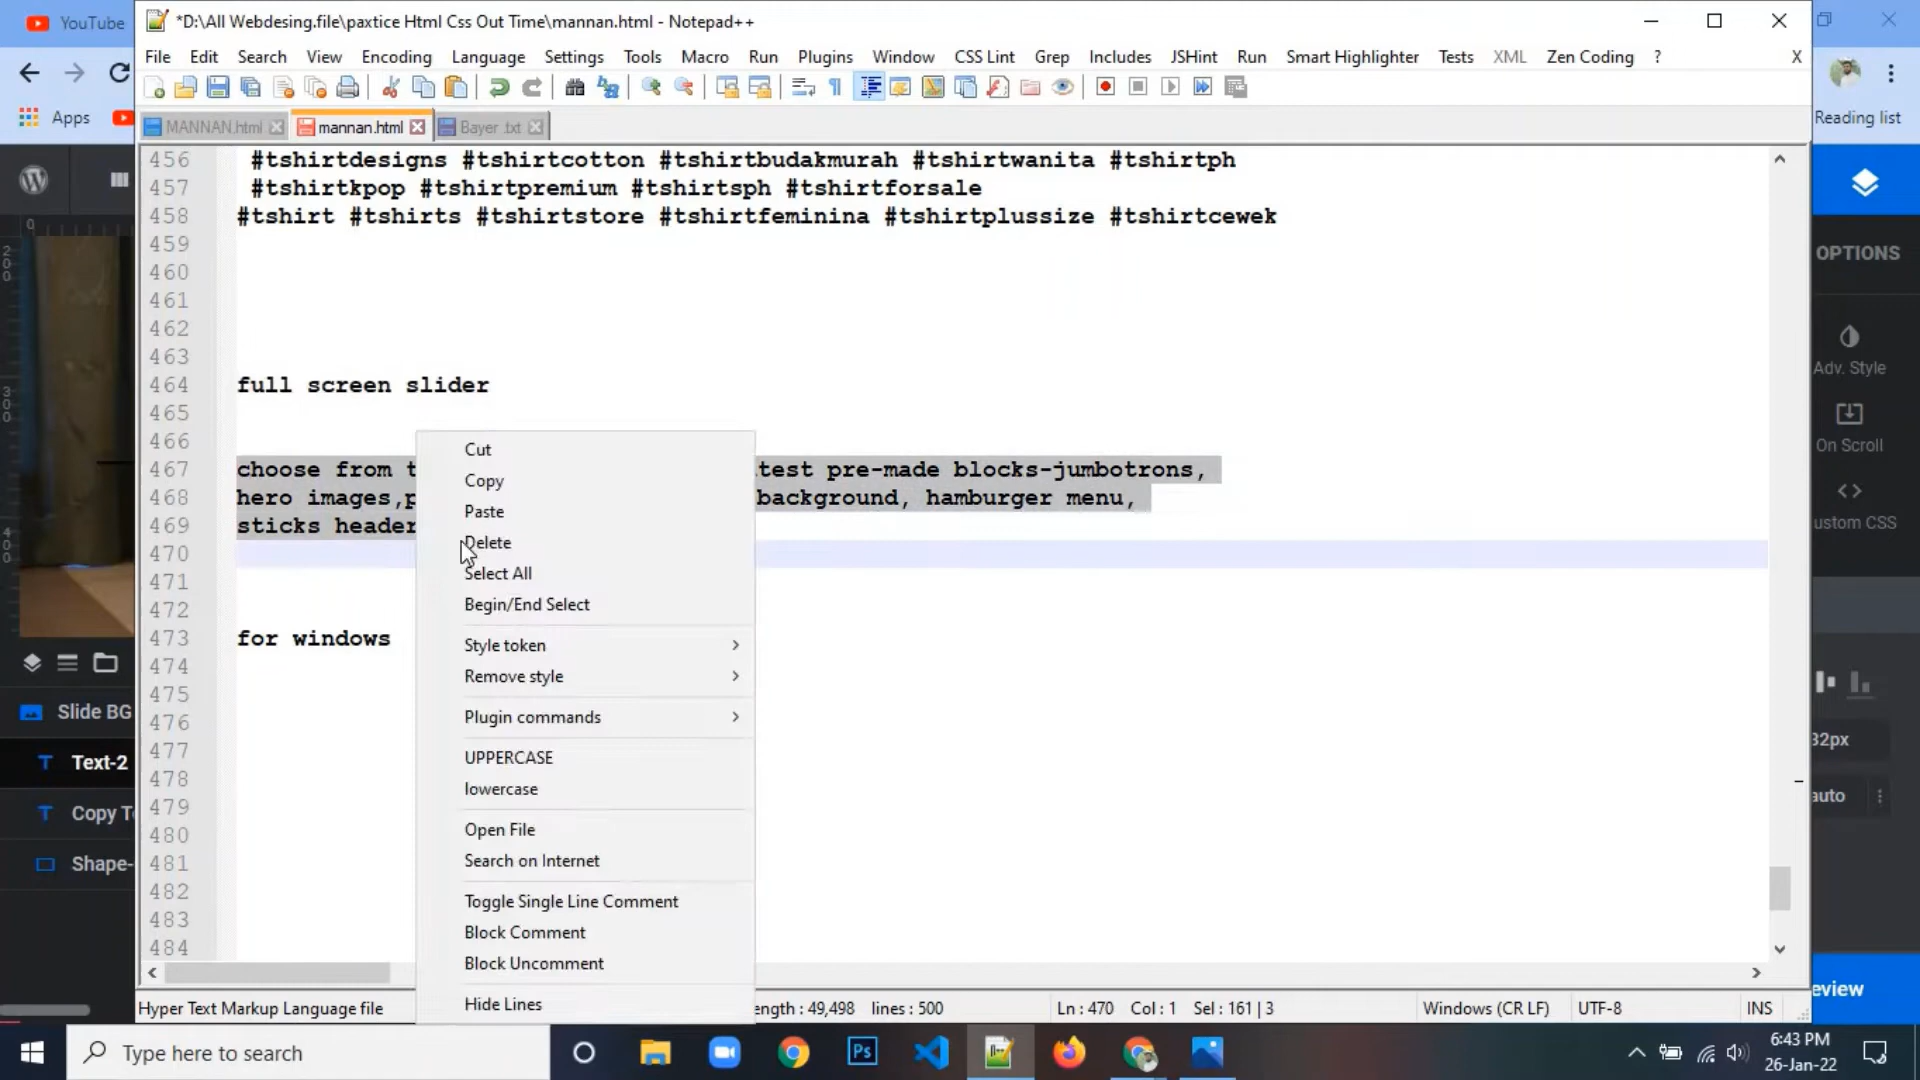 YouTube
*D:\All Webdesing.file\paxtice Html Css Out Time\mannan.html - Notepad++
File Edit Search View Encoding Language Settings Tools Macro Run Plugins Window CSS Lint Grep Includes JSHint Run Smart Highlighter Tests XML Zen Coding ? X
Apps
Reading list
MANNAN.html mannan.html Bayer .txt
456 #tshirtdesigns #tshirtcotton #tshirtbudakmurah #tshirtwanita #tshirtph
457 #tshirtkpop #tshirtpremium #tshirtsph #tshirtforsale
458 #tshirt #tshirts #tshirtstore #tshirtfeminina #tshirtplussize #tshirtcewek
459
OPTIONS
460
461
462
463
Adv. Style
464 full screen slider
465
466
On Scroll
467 choose from t test pre-made blocks-jumbotrons,
468 hero images,p background, hamburger menu,
469 sticks header
ustom CSS
470
471
472
473 for windows
474
475
476
477
478
479
480
481
482
483
484
Cut
Copy
Paste
Delete
Select All
Begin/End Select
Style token
Remove style
Plugin commands
UPPERCASE
lowercase
Open File
Search on Internet
Toggle Single Line Comment
Block Comment
Block Uncomment
Hide Lines
0
200
300
400
Slide BG
Text-2
Copy Te
Shape-
32px
auto
eview
Hyper Text Markup Language file ength : 49,498 lines : 500 Ln : 470 Col : 1 Sel : 161 | 3 Windows (CR LF) UTF-8 INS
Type here to search
Ps
6:43 PM
26-Jan-22